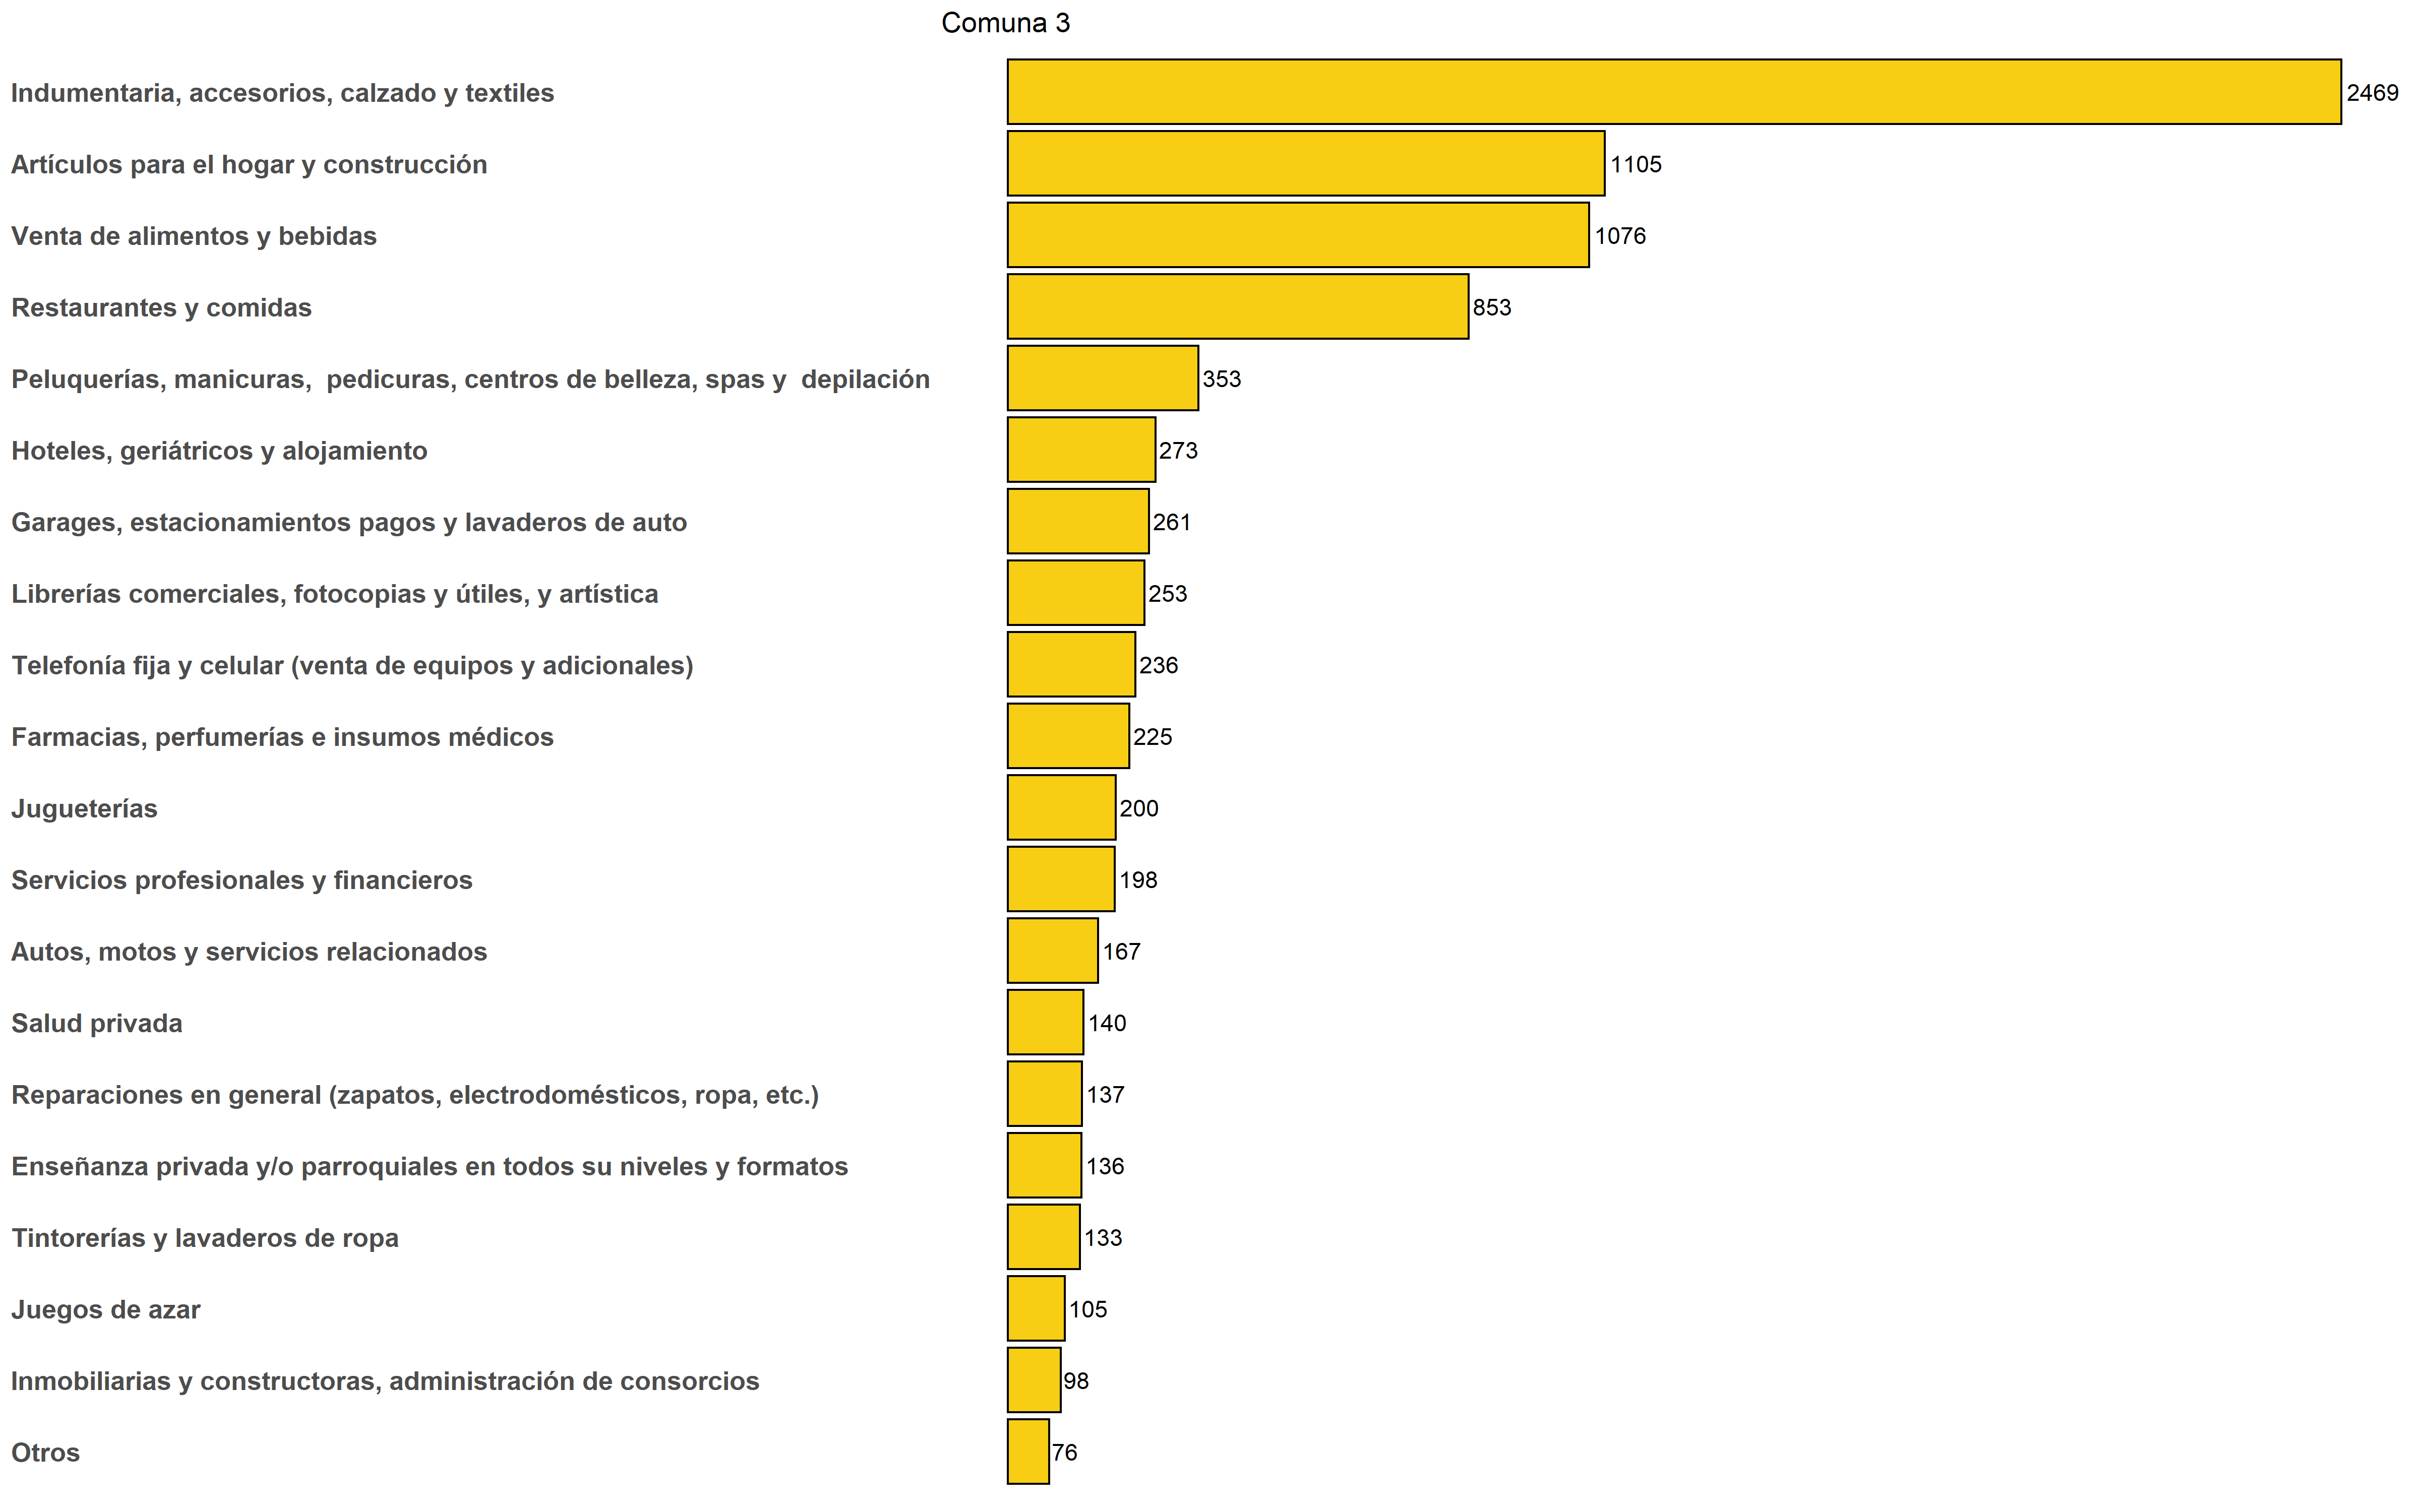 Comuna 3
Indumentaria, accesorios, calzado y textiles 2469
Artículos para el hogar y construcción 1105
Venta de alimentos y bebidas 1076
Restaurantes y comidas 853
Peluquerías, manicuras,  pedicuras, centros de belleza, spas y  depilación 353
Hoteles, geriátricos y alojamiento 273
Garages, estacionamientos pagos y lavaderos de auto 261
Librerías comerciales, fotocopias y útiles, y artística 253
Telefonía fija y celular (venta de equipos y adicionales) 236
Farmacias, perfumerías e insumos médicos 225
Jugueterías 200
Servicios profesionales y financieros 198
Autos, motos y servicios relacionados 167
Salud privada 140
Reparaciones en general (zapatos, electrodomésticos, ropa, etc.) 137
Enseñanza privada y/o parroquiales en todos su niveles y formatos 136
Tintorerías y lavaderos de ropa 133
Juegos de azar 105
Inmobiliarias y constructoras, administración de consorcios 98
Otros 76